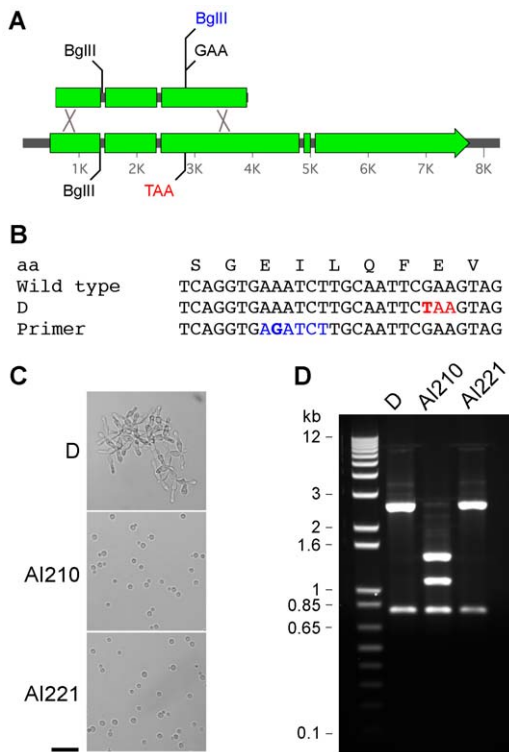 A
BglII
BglII
GAA
1K 2K 3K 4K 5K 6K 7K 8K
BglII
TAA
B
aa S G E I L Q F E V
Wild type TCAGGTGAAATCTTGCAATTCGAAGTAG
D TCAGGTGAAATCTTGCAATTCTAAGTAG
Primer TCAGGTGAGATCTTGCAATTCGAAGTAG
C
D
AI210
AI221
D
D AI210 AI221
kb
12
3
2
1.6
1
0.85
0.65
0.1